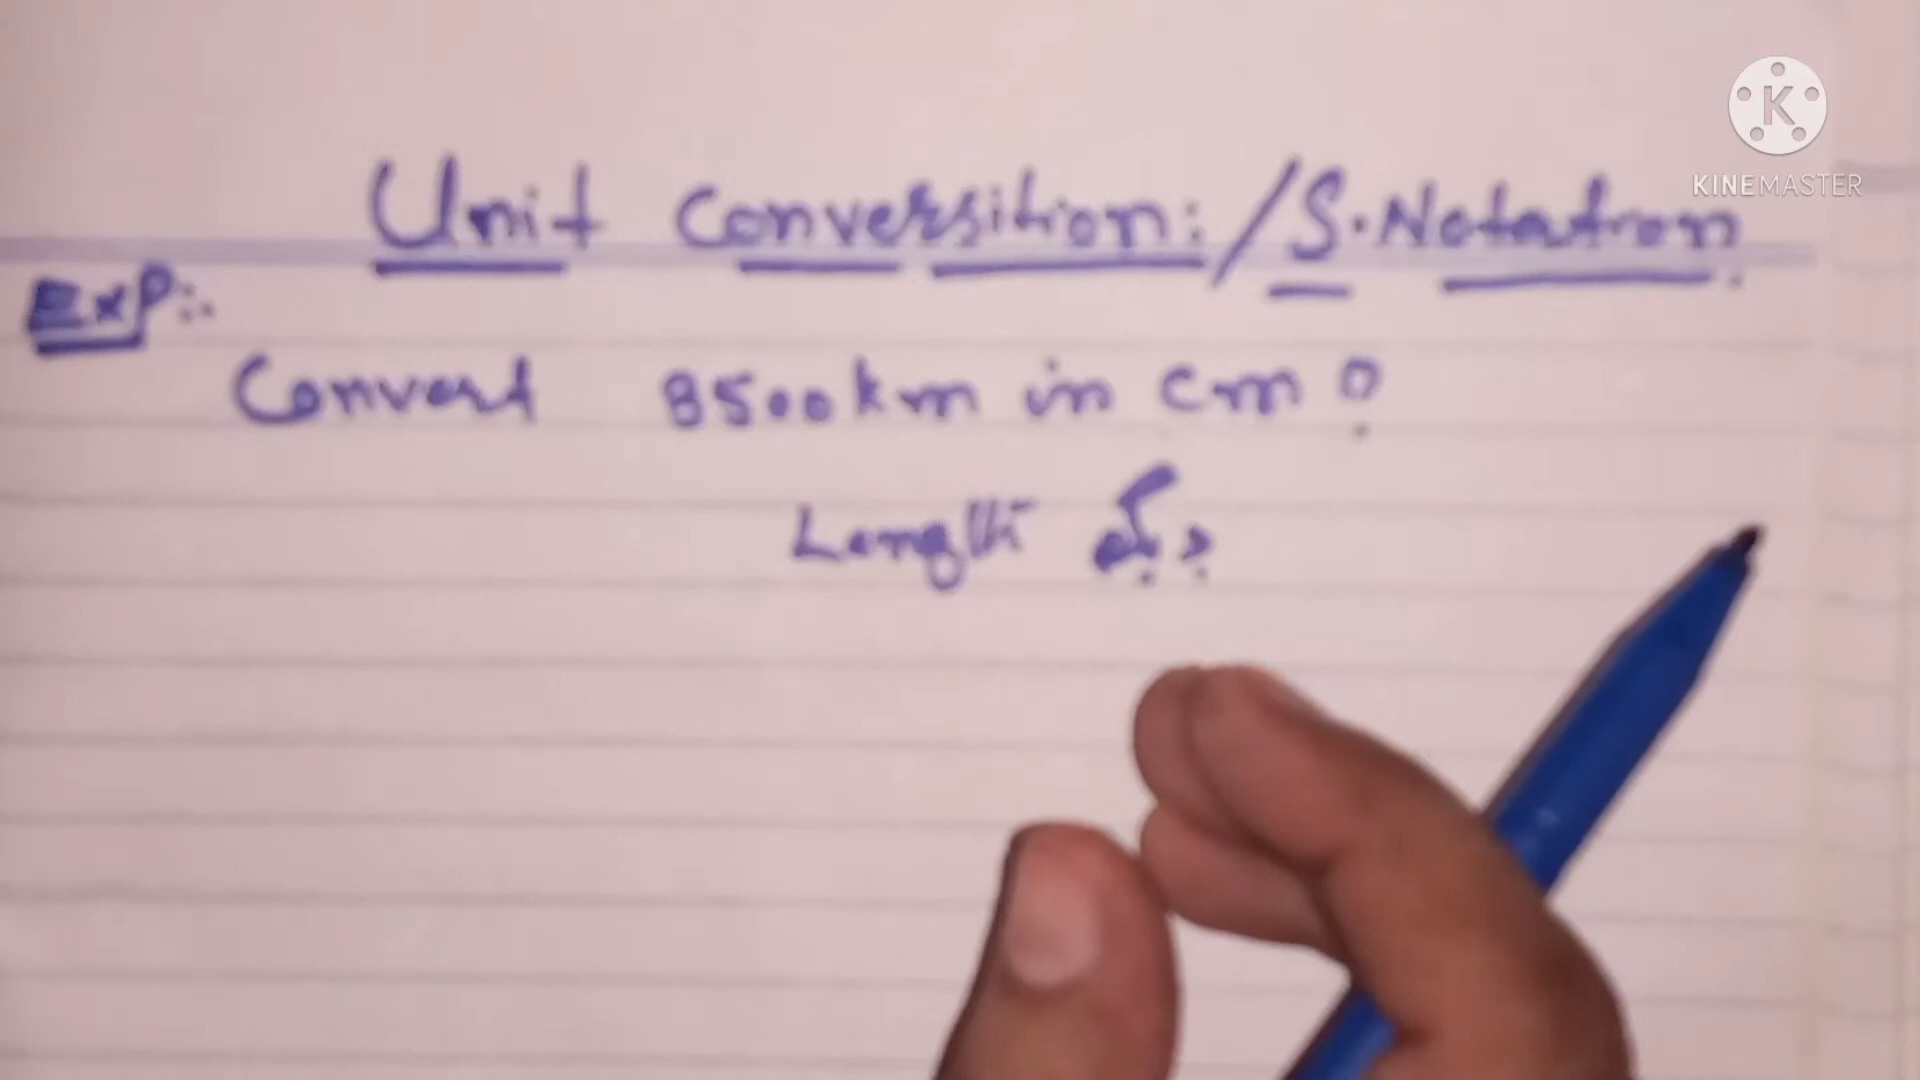 Unit Conversition:/S.Notation.
Exp:.
Convert 8500km in cm?
Length
KINEMASTER